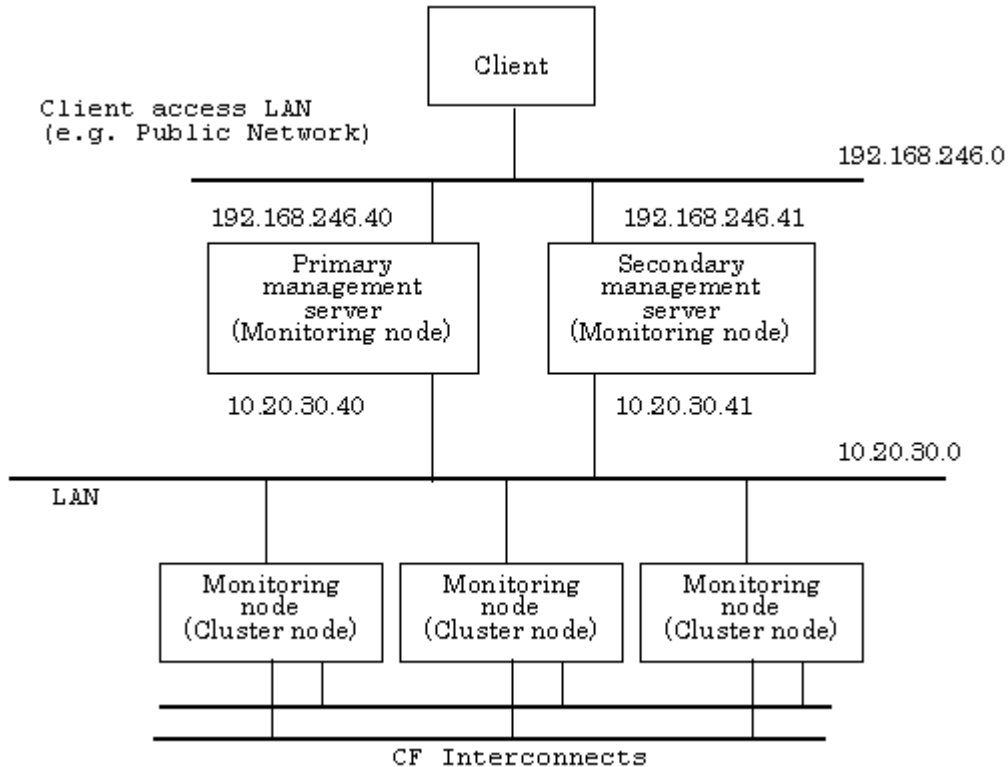 Client
Client access LAN
(e.g. Public Network)
192.168.246.0
192.168.246.40
192.168.246.41
Primary
management
server
(Monitoring node)
Secondary
management
server
(Monitoring node)
10.20.30.40
10.20.30.41
10.20.30.0
LAN
Monitoring
node
(Cluster node)
Monitoring
node
(Cluster node)
Monitoring
node
(Cluster node)
CF Interconnects